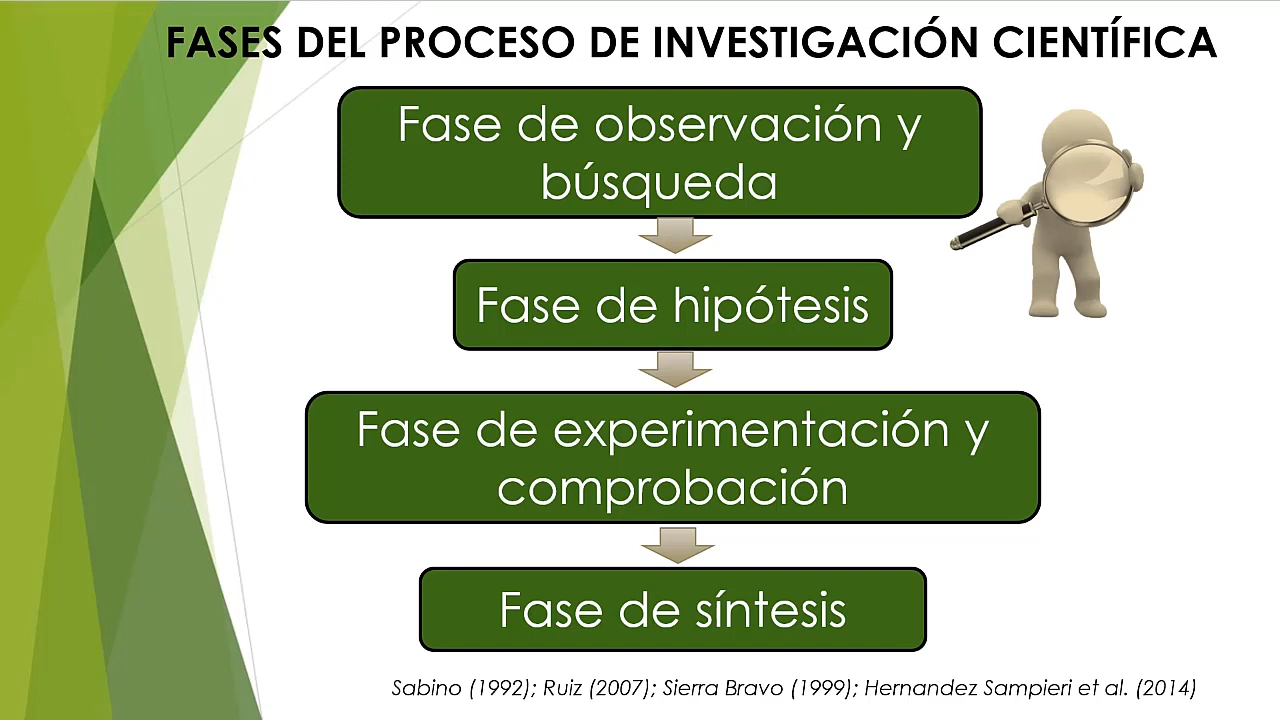 FASES DEL PROCESO DE INVESTIGACIÓN CIENTÍFICA
Fase de observación y
búsqueda
Fase de hipótesis
Fase de experimentación y
comprobación
Fase de síntesis
Sabino (1992); Ruiz (2007); Sierra Bravo (1999); Hernandez Sampieri et al. (2014)